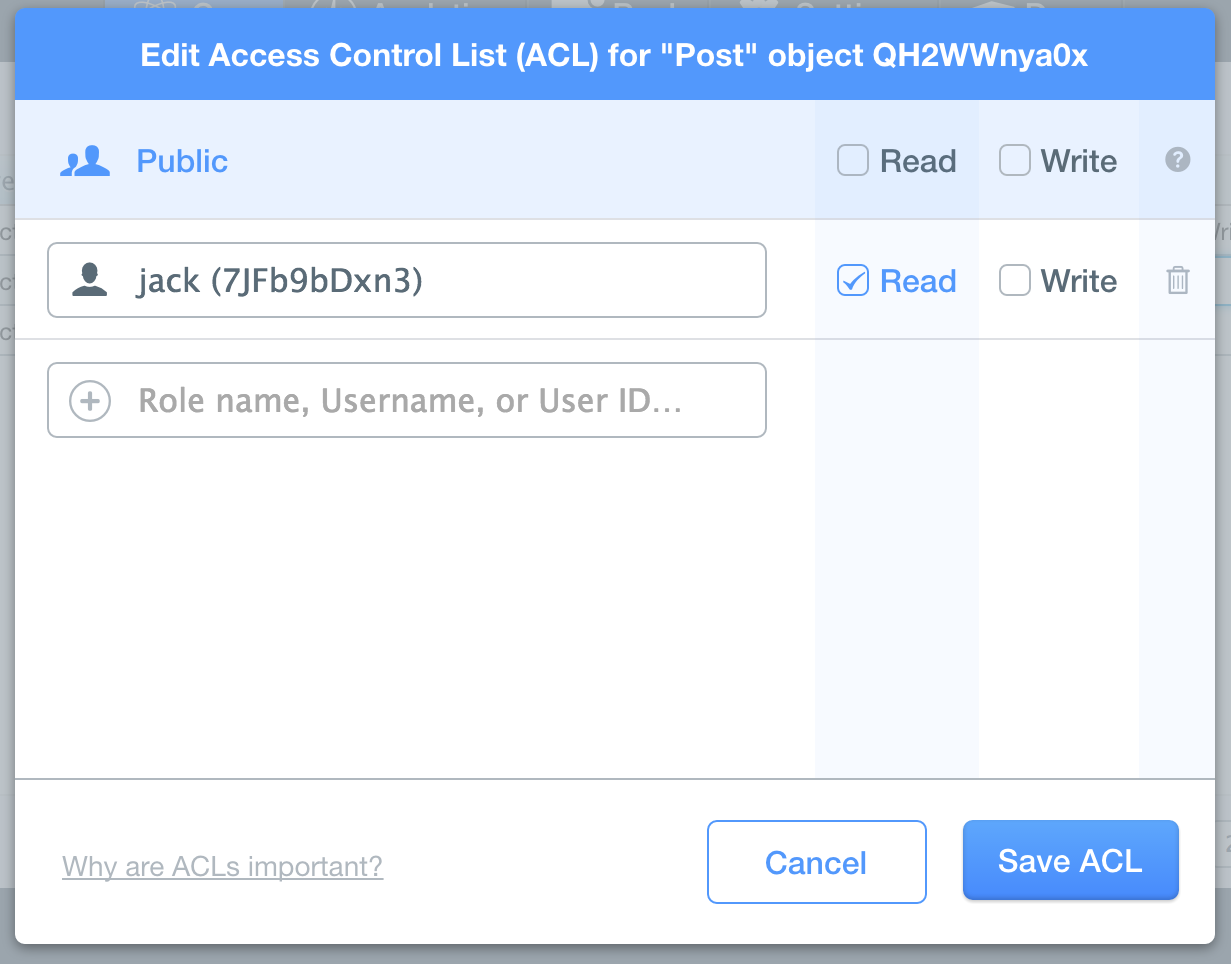 Edit Access Control List (ACL) for "Post" object QH2WWnya0x
Public Read Write ?
jack (7JFb9bDxn3) Read Write
Role name, Username, or User ID...
Why are ACLs important? Cancel Save ACL